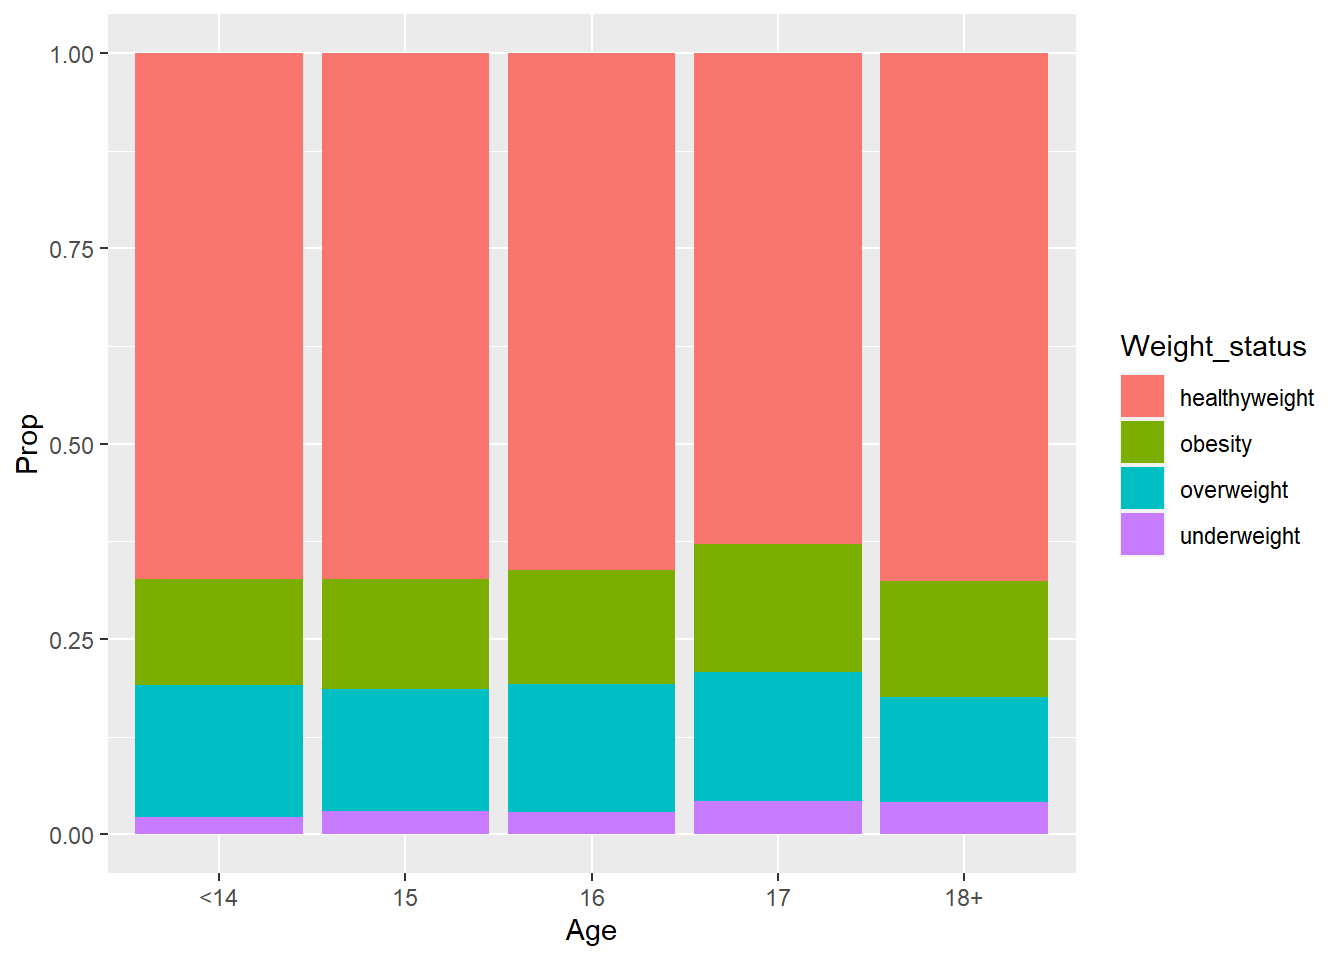 1.00
0.75
0.50
0.25
0.00
Prop
<14
15
16
17
18+
Age
Weight_status
healthyweight
obesity
overweight
underweight